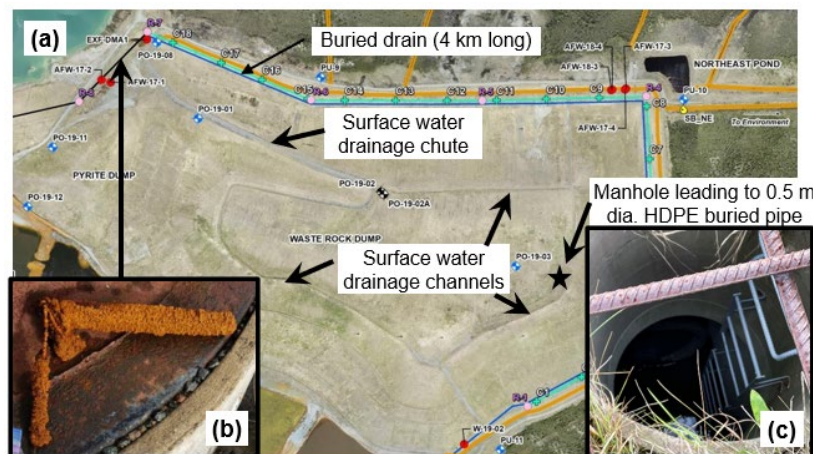 (a)
R-7
EXF-DMA1
C18
PO-19-08
Buried drain (4 km long)
AFW-18-4
AFW-17-3
AFW-17-2
AFW-17-1
C17
PU-9
AFW-18-3
NORTHEAST POND
C16
C15
R-6
C14
C13
C12
R-5
C11
C10
C9
R-4
PU-10
C8
SB_NE
To Environment
PO-19-01
AFW-17-4
Surface water
drainage chute
PO-19-11
C7
PYRITE DUMP
PO-19-02
PO-19-02A
Manhole leading to 0.5 m
dia. HDPE buried pipe
PO-19-12
WASTE ROCK DUMP
Surface water
drainage channels
PO-19-03
C1
W-19-02
PU-11
(b)
(c)